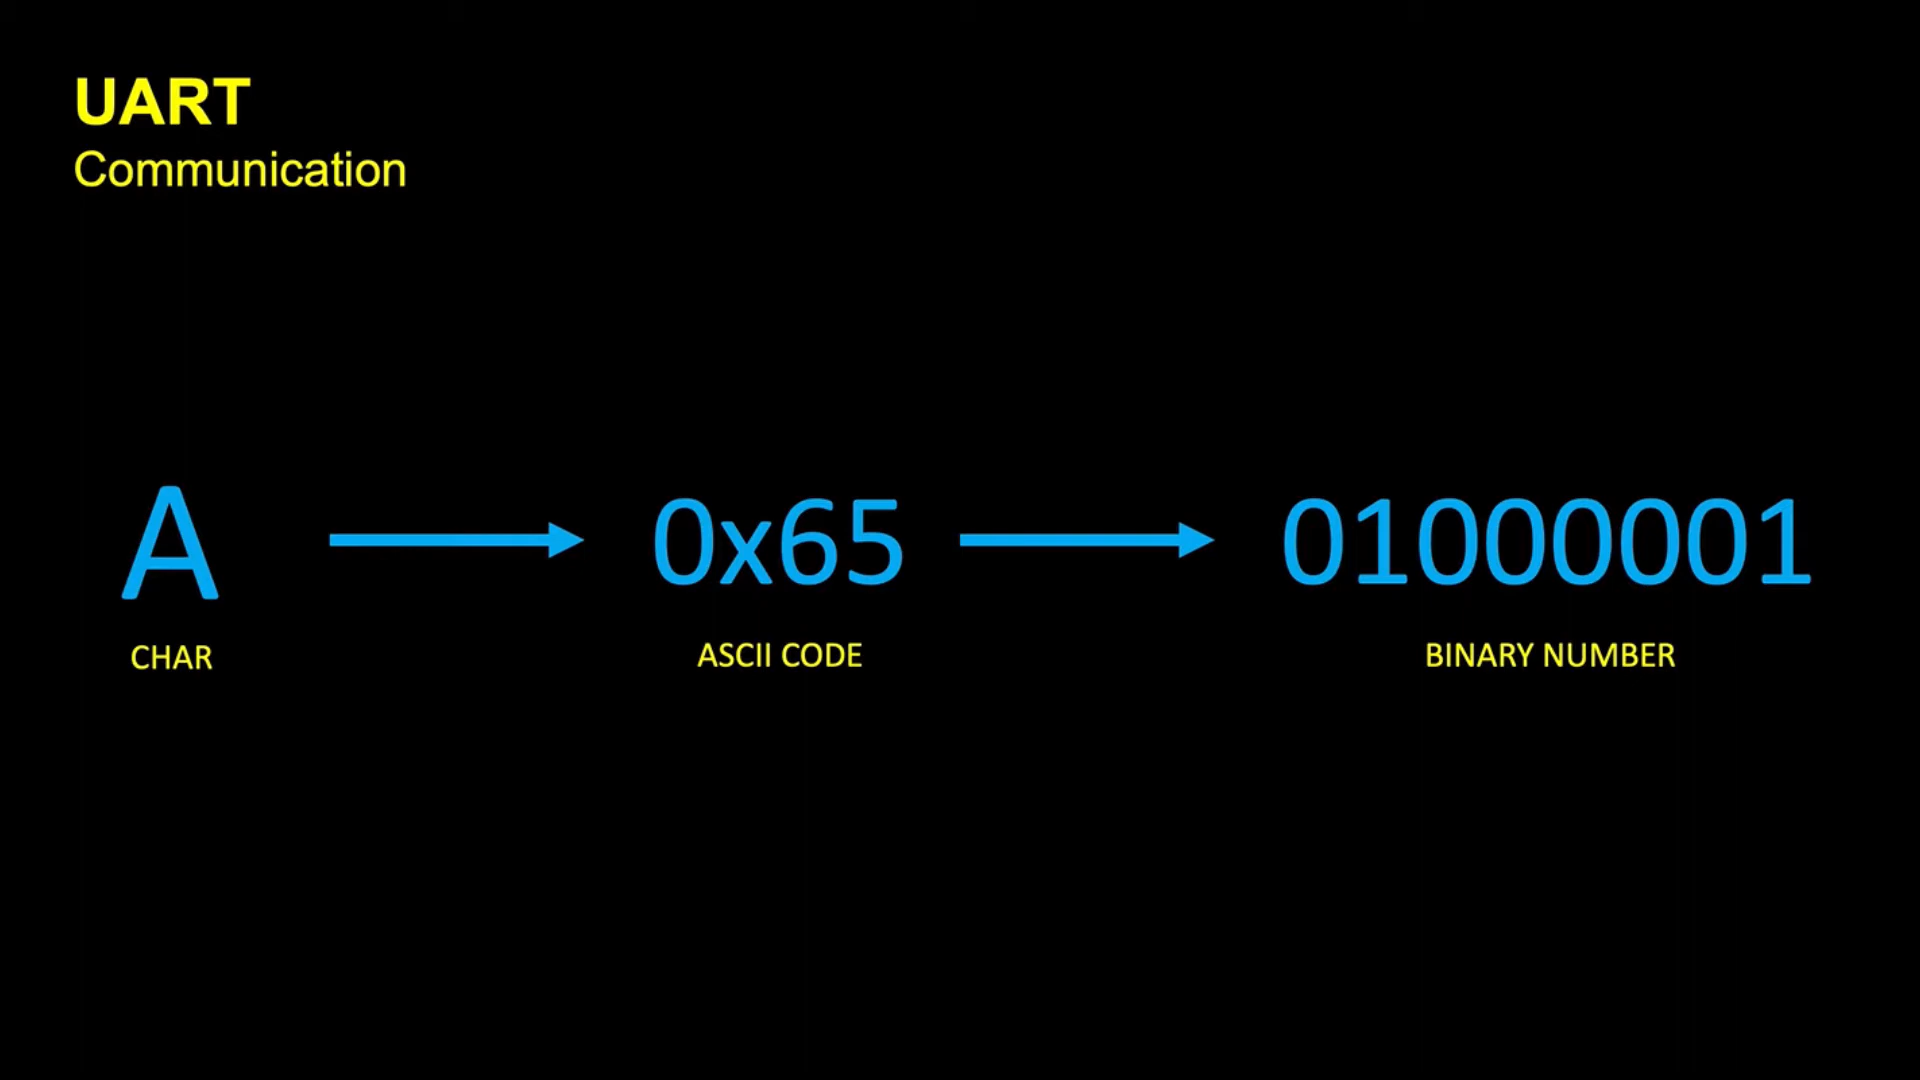 UART
Communication
A
0x65
01000001
CHAR
ASCII CODE
BINARY NUMBER